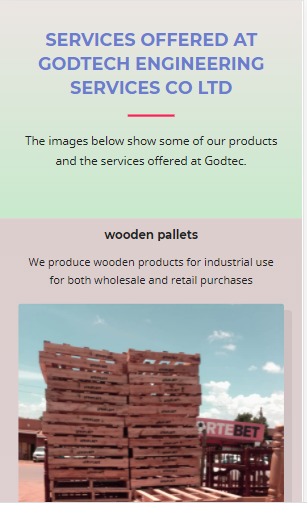 SERVICES OFFERED AT
GODTECH ENGINEERING
SERVICES CO LTD
The images below show some of our products
and the services offered at Godtec.
wooden pallets
We produce wooden products for industrial use
for both wholesale and retail purchases
RTEBET